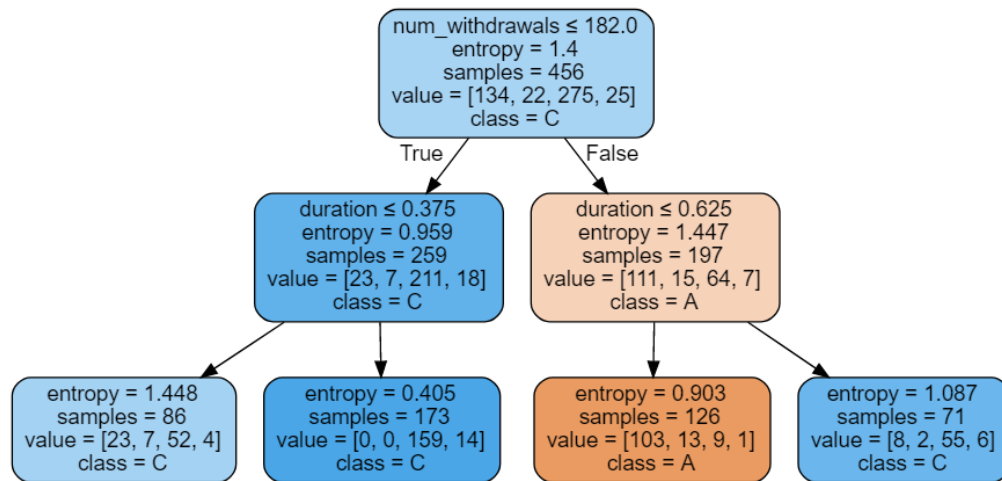 num_withdrawals ≤ 182.0
entropy = 1.4
samples = 456
value = [134, 22, 275, 25]
class = C
True
False
duration ≤ 0.375
entropy = 0.959
samples = 259
value = [23, 7, 211, 18]
class = C
duration ≤ 0.625
entropy = 1.447
samples = 197
value = [111, 15, 64, 7]
class = A
entropy = 1.448
samples = 86
value = [23, 7, 52, 4]
class = C
entropy = 0.405
samples = 173
value = [0, 0, 159, 14]
class = C
entropy = 0.903
samples = 126
value = [103, 13, 9, 1]
class = A
entropy = 1.087
samples = 71
value = [8, 2, 55, 6]
class = C